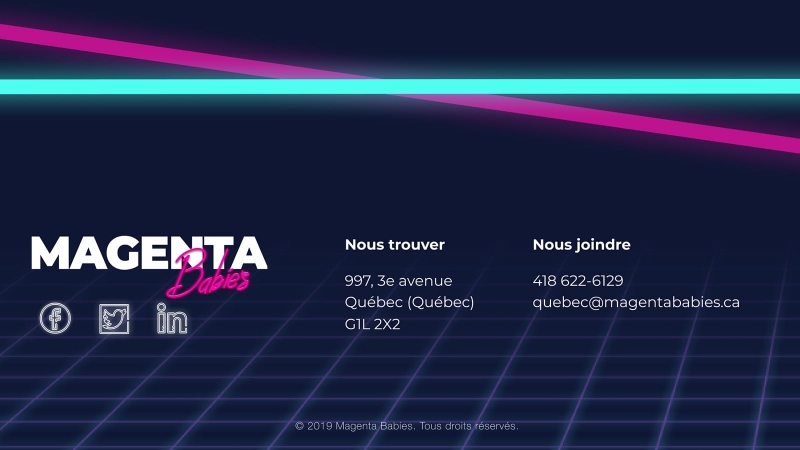 MAGENTA
Babies
Nous trouver
997, 3e avenue
Québec (Québec)
G1L 2X2
Nous joindre
418 622-6129
quebec@magentababies.ca
© 2019 Magenta Babies. Tous droits réservés.